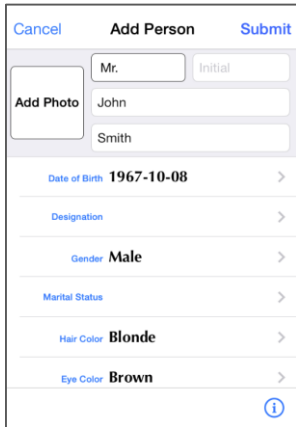 Cancel Add Person Submit
Mr. Initial
Add Photo John
Smith
Date of Birth 1967-10-08
Designation
Gender Male
Marital Status
Hair Color Blonde
Eye Color Brown